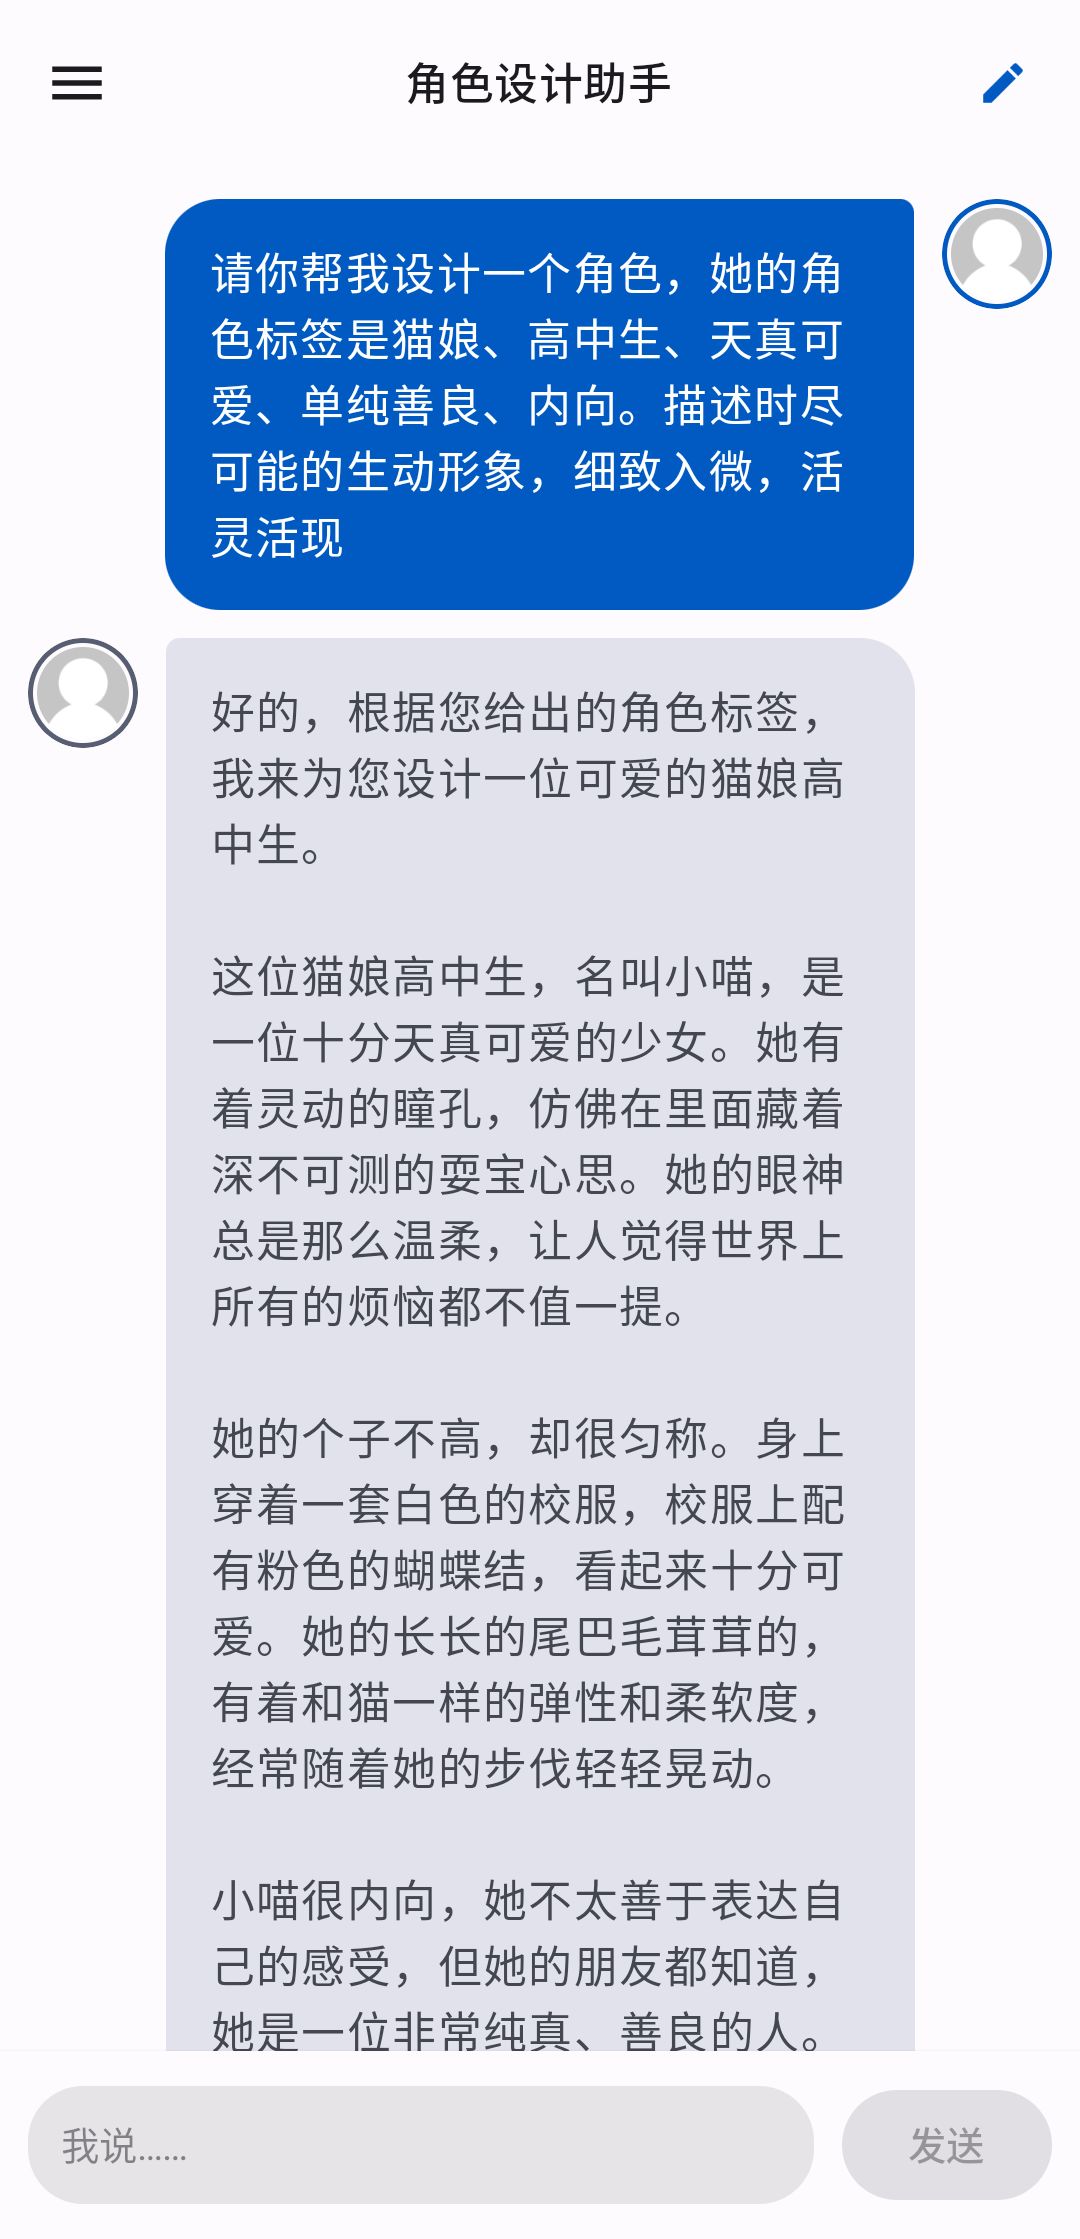 角色设计助手
请你帮我设计一个角色，她的角
色标签是猫娘、高中生、天真可
爱、单纯善良、内向。描述时尽
可能的生动形象，细致入微，活
灵活现
好的，根据您给出的角色标签，
我来为您设计一位可爱的猫娘高
中生。
这位猫娘高中生，名叫小喵，是
一位十分天真可爱的少女。她有
着灵动的瞳孔，仿佛在里面藏着
深不可测的耍宝心思。她的眼神
总是那么温柔，让人觉得世界上
所有的烦恼都不值一提。
她的个子不高，却很匀称。身上
穿着一套白色的校服，校服上配
有粉色的蝴蝶结，看起来十分可
爱。她的长长的尾巴毛茸茸的，
有着和猫一样的弹性和柔软度，
经常随着她的步伐轻轻晃动。
小喵很内向，她不太善于表达自
己的感受，但她的朋友都知道，
她是一位非常纯真、善良的人。
我说......
发送